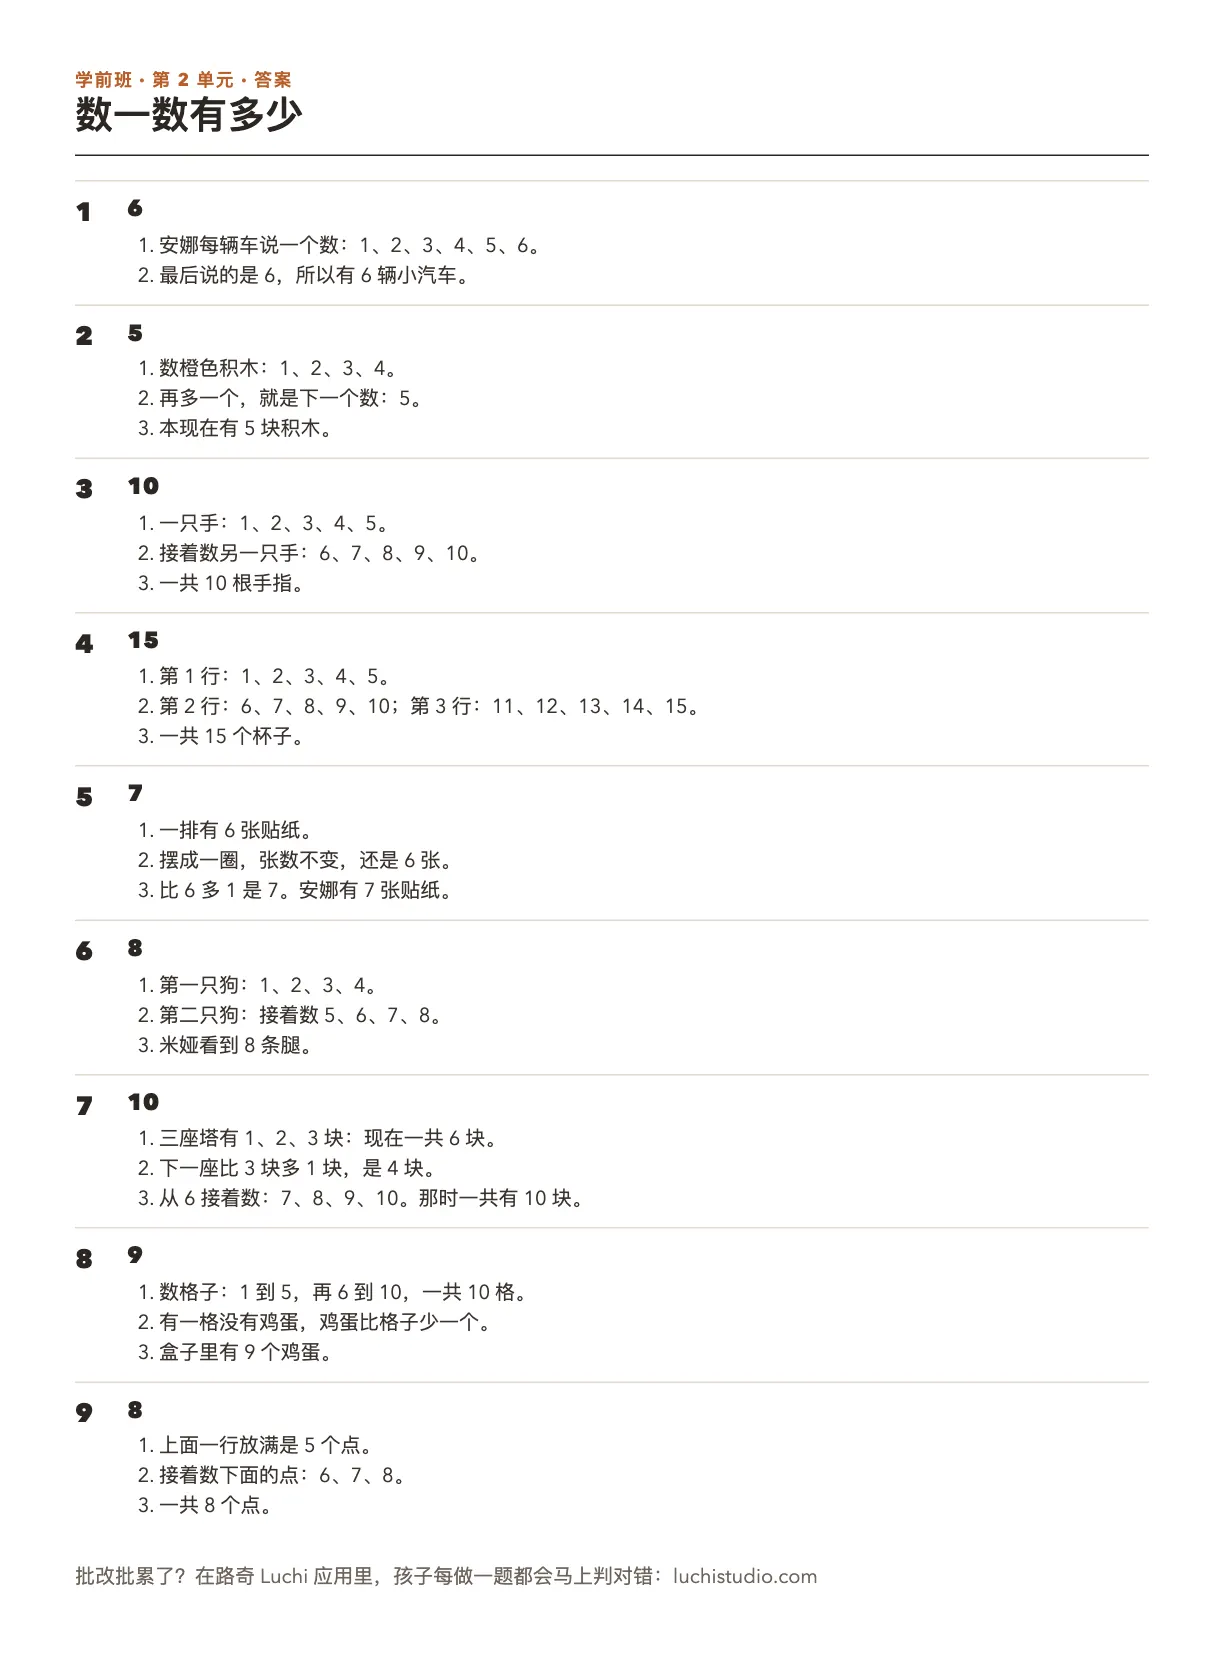 学前班·第 2 单元·答案
数一数有多少
1 6
1. 安娜每辆车说一个数：1、2、3、4、5、6。
2. 最后说的是 6，所以有 6 辆小汽车。
2 5
1. 数橙色积木：1、2、3、4。
2. 再多一个，就是下一个数：5。
3. 本现在有 5 块积木。
3 10
1. 一只手：1、2、3、4、5。
2. 接着数另一只手：6、7、8、9、10。
3. 一共 10 根手指。
4 15
1. 第 1 行：1、2、3、4、5。
2. 第 2 行：6、7、8、9、10；第 3 行：11、12、13、14、15。
3. 一共 15 个杯子。
5 7
1. 一排有 6 张贴纸。
2. 摆成一圈，张数不变，还是 6 张。
3. 比 6 多 1 是 7。安娜有 7 张贴纸。
6 8
1. 第一只狗：1、2、3、4。
2. 第二只狗：接着数 5、6、7、8。
3. 米娅看到 8 条腿。
7 10
1. 三座塔有 1、2、3 块：现在一共 6 块。
2. 下一座比 3 块多 1 块，是 4 块。
3. 从 6 接着数：7、8、9、10。那时一共有 10 块。
8 9
1. 数格子：1 到 5，再 6 到 10，一共 10 格。
2. 有一格没有鸡蛋，鸡蛋比格子少一个。
3. 盒子里有 9 个鸡蛋。
9 8
1. 上面一行放满是 5 个点。
2. 接着数下面的点：6、7、8。
3. 一共 8 个点。
批改批累了？在路奇 Luchi 应用里，孩子每做一题都会马上判对错：luchistudio.com